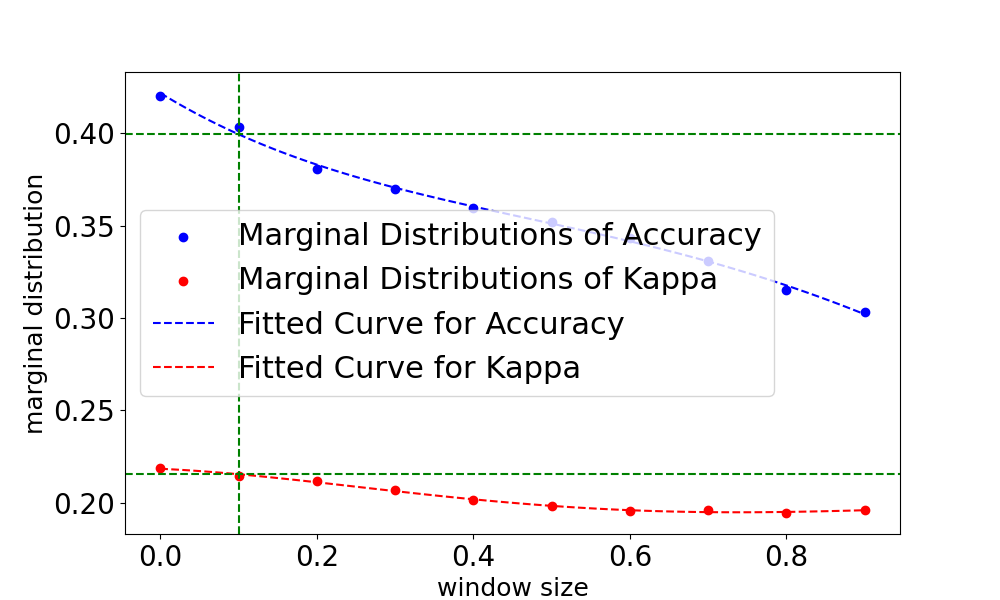 marginal distribution
0.40
0.35
0.30
0.25
0.20
Marginal Distributions of Accuracy
Marginal Distributions of Kappa
Fitted Curve for Accuracy
Fitted Curve for Kappa
0.0 0.2 0.4 0.6 0.8
window size